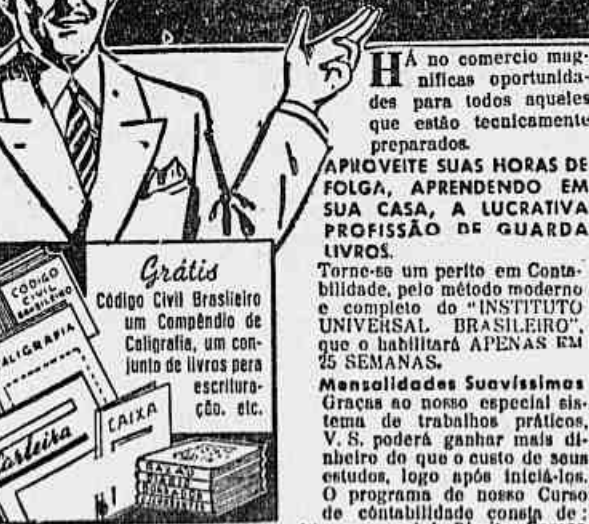 HÁ no comercio mag-
nificas oportunida-
des para todos aqueles
que estão tecnicamente
preparados.
APROVEITE SUAS HORAS DE
FOLGA, APRENDENDO EM
SUA CASA, A LUCRATIVA
PROFISSÃO DE GUARDA
LIVROS.
Torne-se um perito em Conta-
bilidade, pelo método moderno
e completo do "INSTITUTO
UNIVERSAL BRASILEIRO",
que o habilitará APENAS EM
25 SEMANAS.
Mensalidades Suavíssimas
Graças ao nosso especial sis-
tema de trabalhos práticos,
V. S. poderá ganhar mais di-
nheiro do que o custo de seus
estudos, logo após iniciá-los.
O programa de nosso Curso
de contabilidade consta de:
Grátis
Código Civil Brasileiro
um Compêndio de
Caligrafia, um con-
junto de livros para
escritura-
ção. etc.
CODIGO
CIVIL
BRASILEIRO
CALIGRAFIA
Carteira
CAIXA
RAZÃO
DIARIO